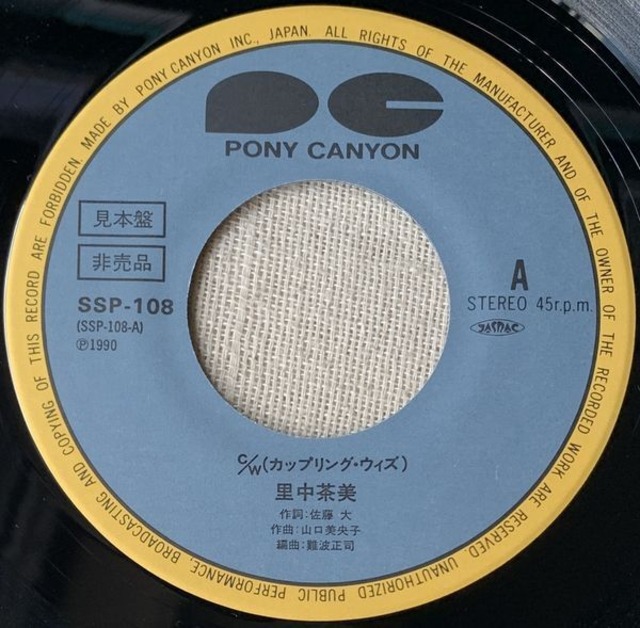 MADE BY PONY CANYON INC., JAPAN. ALL RIGHTS OF THE MANUFACTURER AND OF THE OWNER OF THE RECORDED WORK ARE RESERVED. UNAUTHORIZED PUBLIC PERFORMANCE, BROADCASTING AND COPYING OF THIS RECORD ARE FORBIDDEN.
PC
PONY CANYON
見本盤
非売品
SSP-108
(SSP-108-A)
Ⓟ1990
A
STEREO 45r.p.m.
JASRAC
C/W(カップリング・ウィズ)
里中茶美
作詞:佐藤 大
作曲:山口美央子
編曲:難波正司